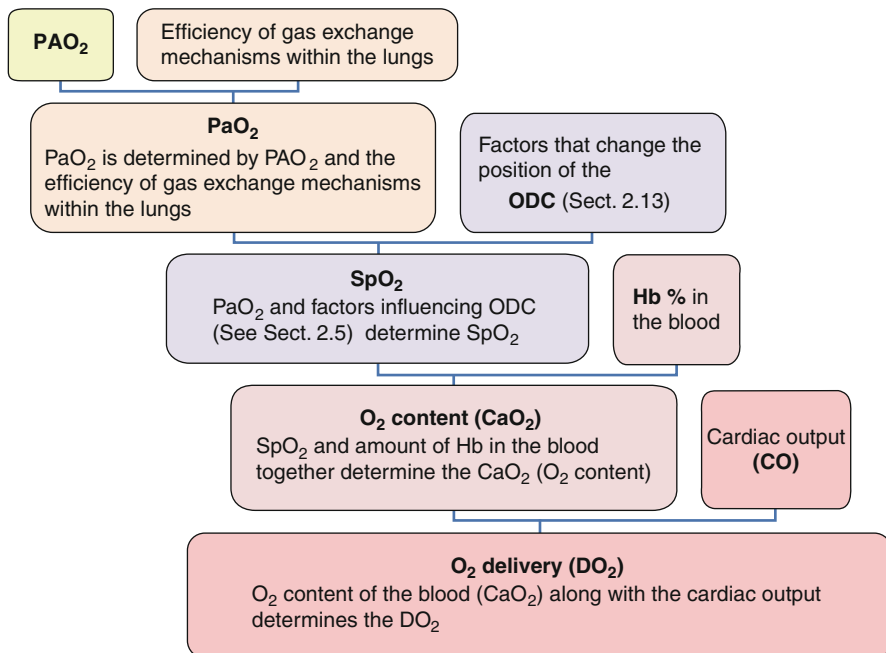 PAO₂
Efficiency of gas exchange
mechanisms within the lungs
PaO₂
PaO₂ is determined by PAO₂ and the
efficiency of gas exchange mechanisms
within the lungs
Factors that change the
position of the
ODC (Sect. 2.13)
SpO₂
PaO₂ and factors influencing ODC
(See Sect. 2.5) determine SpO₂
Hb % in
the blood
O₂ content (CaO₂)
SpO₂ and amount of Hb in the blood
together determine the CaO₂ (O₂ content)
Cardiac output
(CO)
O₂ delivery (DO₂)
O₂ content of the blood (CaO₂) along with the cardiac output
determines the DO₂